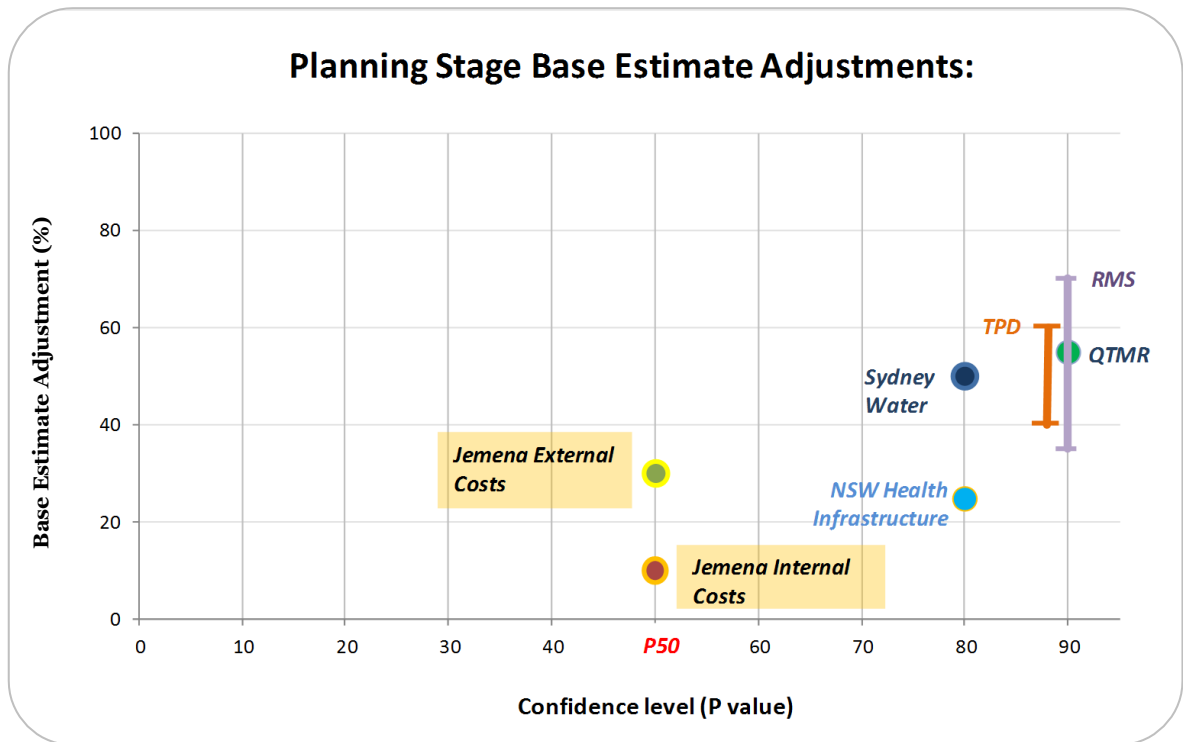 Planning Stage Base Estimate Adjustments:
Base Estimate Adjustment (%)
100
80
60
40
20
0
RMS
TPD
QTMR
Sydney
Water
Jemena External
Costs
NSW Health
Infrastructure
Jemena Internal
Costs
0 10 20 30 40 P50 60 70 80 90
Confidence level (P value)